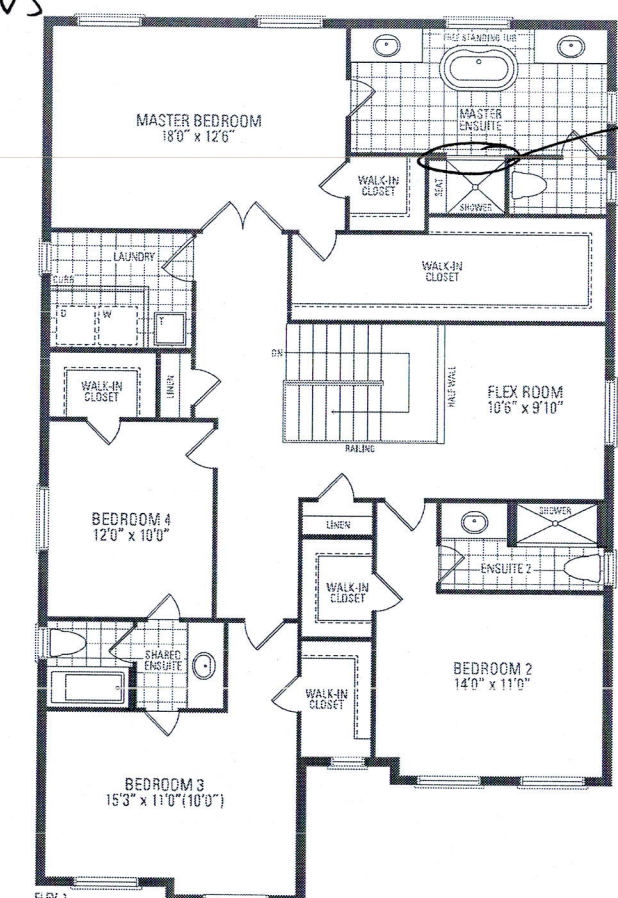 FREE STANDING TUB
MASTER BEDROOM
18'0" x 12'6"
MASTER
ENSUITE
WALK-IN
CLOSET
SEAT
SHOWER
LAUNDRY
WALK-IN
CLOSET
CURB
D
W
T
DN
WALK-IN
CLOSET
LINEN
HALF WALL
FLEX ROOM
10'6" x 9'10"
RAILING
BEDROOM 4
12'0" x 10'0"
LINEN
SHOWER
ENSUITE 2
WALK-IN
CLOSET
SHARED
ENSUITE
BEDROOM 2
14'0" x 11'0"
WALK-IN
CLOSET
BEDROOM 3
15'3" x 11'0"(10'0")